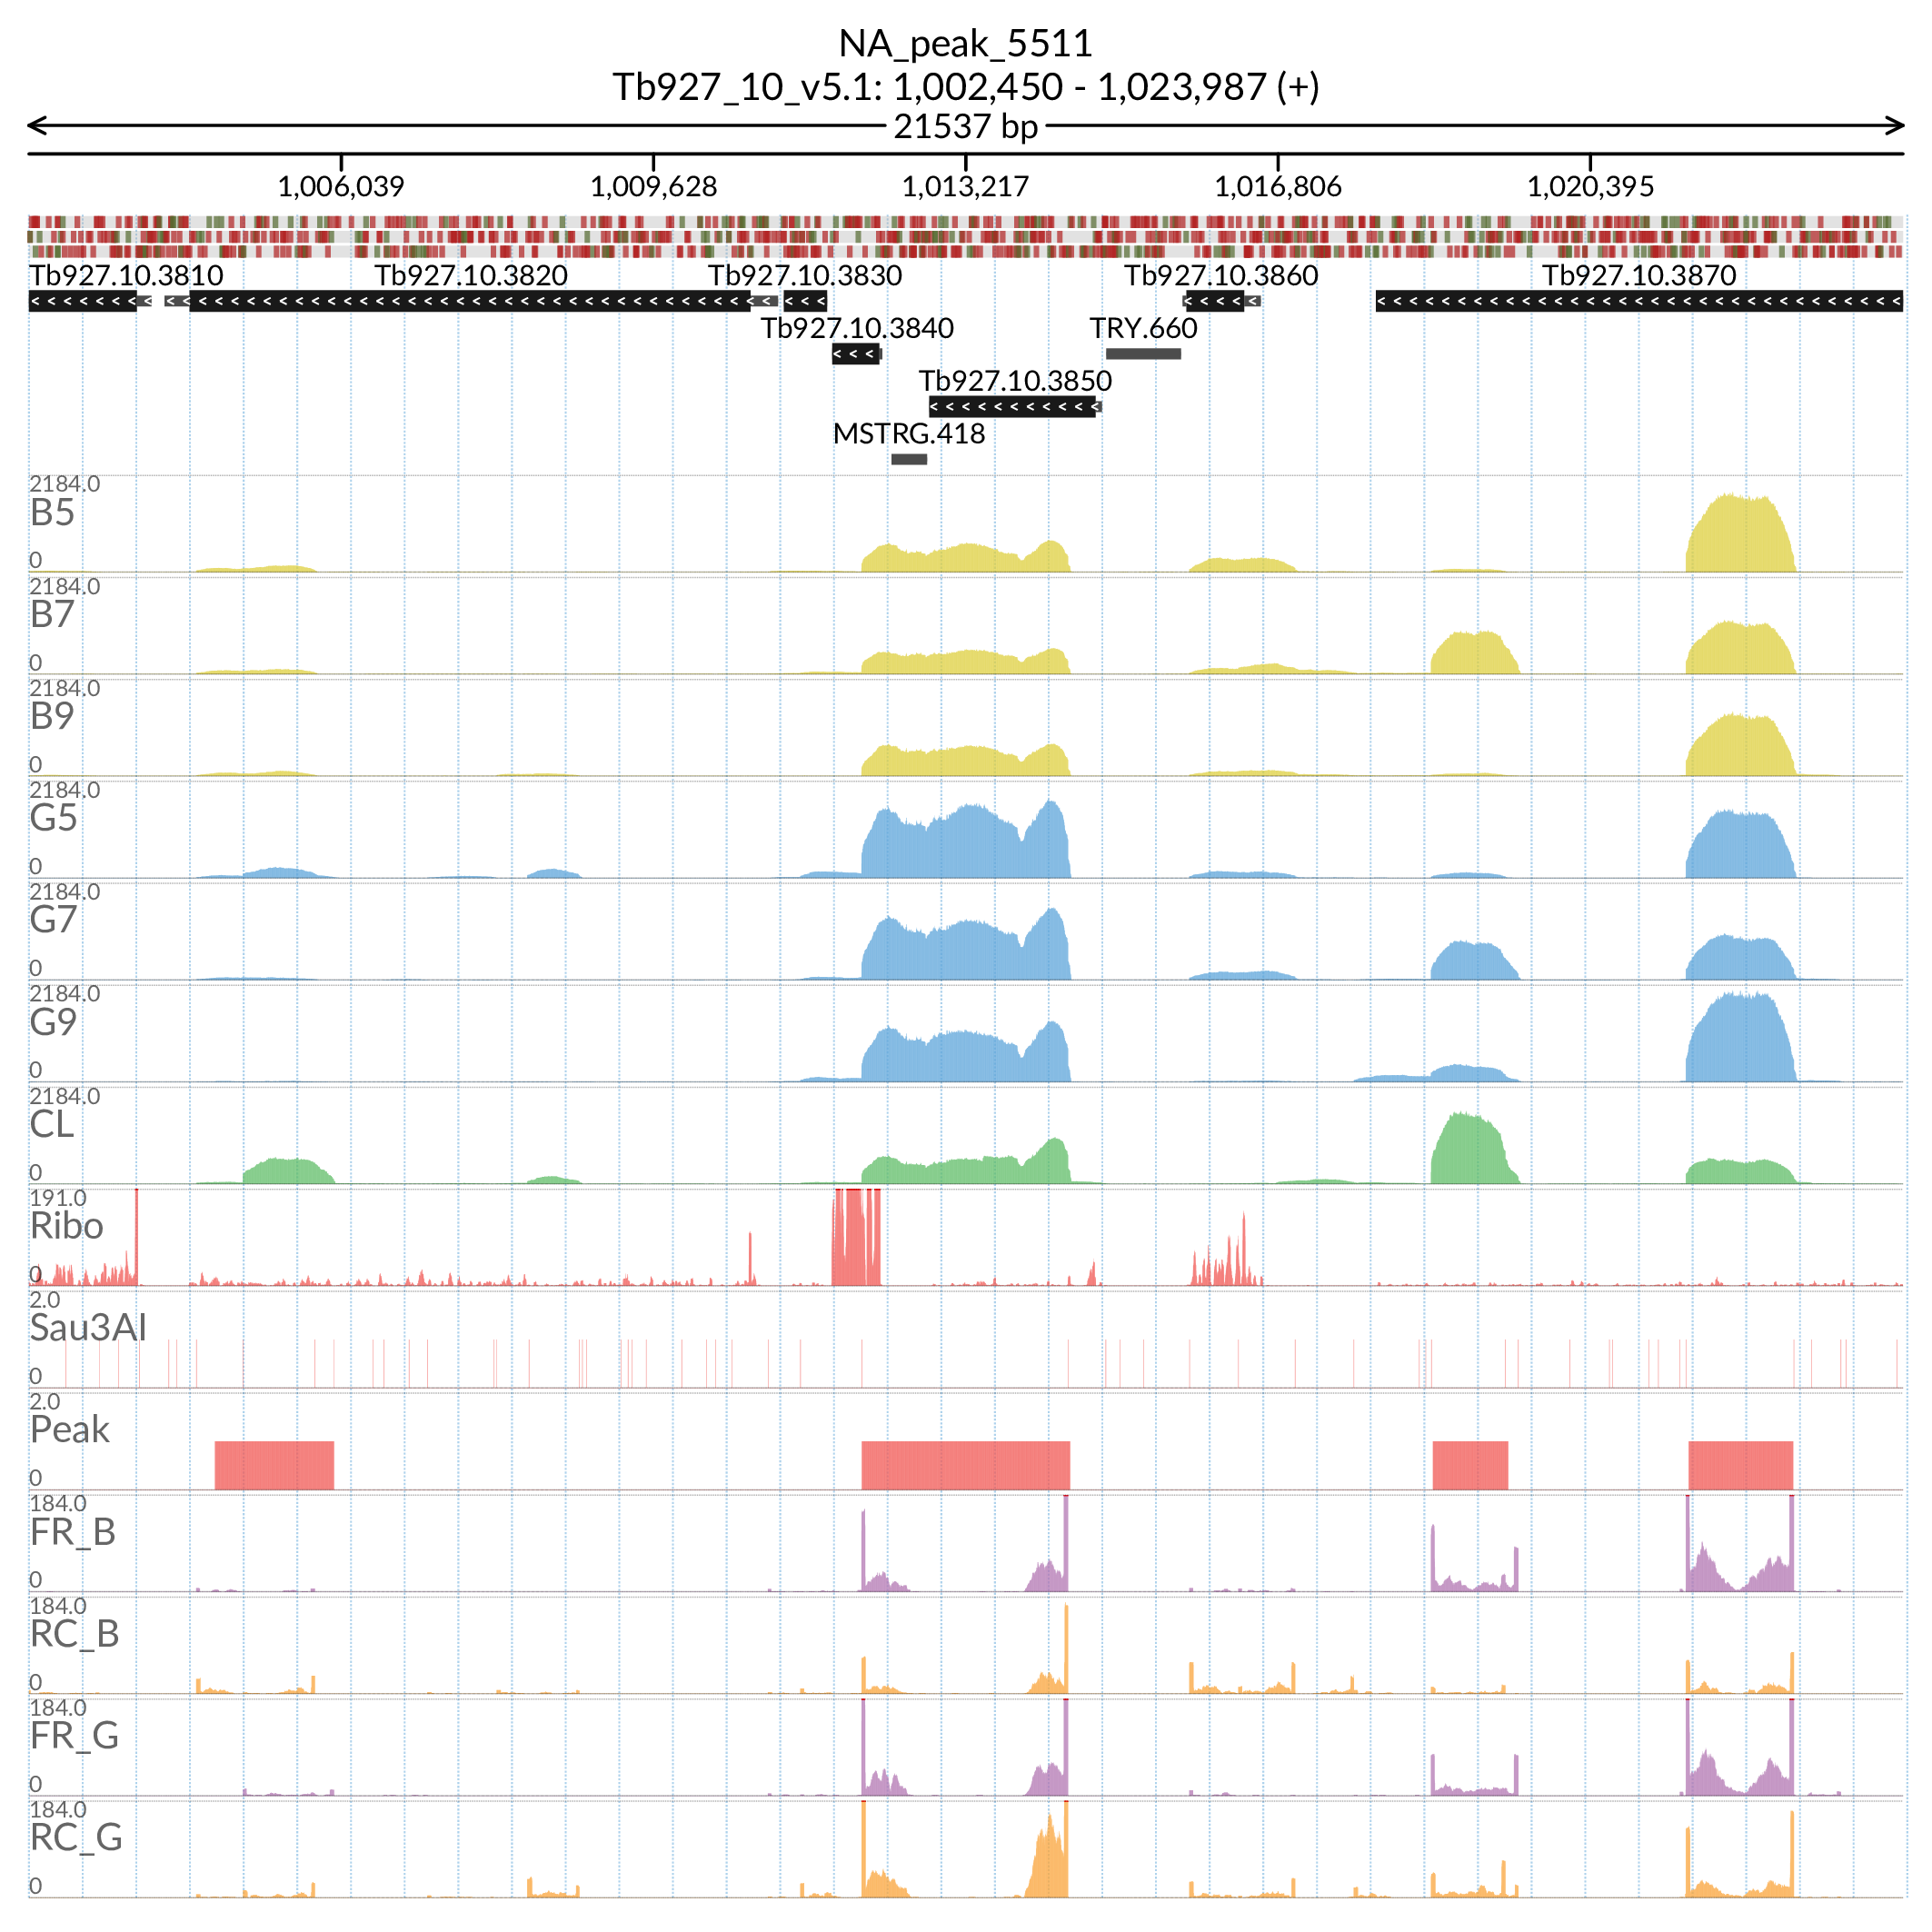 NA_peak_5511
Tb927_10_v5.1: 1,002,450 - 1,023,987 (+)
21537 bp
1,006,039 1,009,628 1,013,217 1,016,806 1,020,395
Tb927.10.3810 Tb927.10.3820 Tb927.10.3830 Tb927.10.3860 Tb927.10.3870
Tb927.10.3840 TRY.660
Tb927.10.3850
MSTRG.418
2184.0
B5
0
2184.0
B7
0
2184.0
B9
0
2184.0
G5
0
2184.0
G7
0
2184.0
G9
0
2184.0
CL
0
191.0
Ribo
0
2.0
Sau3AI
0
2.0
Peak
0
184.0
FR_B
0
184.0
RC_B
0
184.0
FR_G
0
184.0
RC_G
0